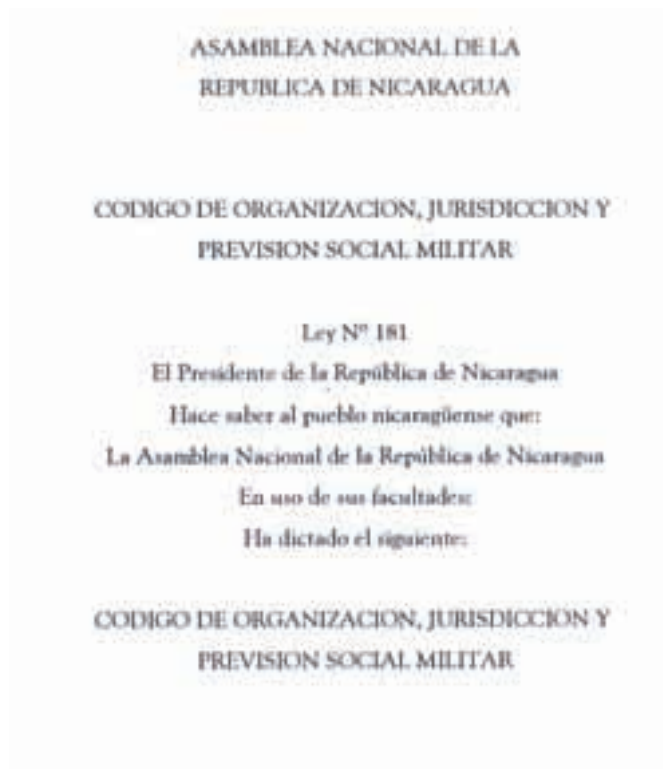 ASAMBLEA NACIONAL DE LA
REPUBLICA DE NICARAGUA
CODIGO DE ORGANIZACION, JURISDICCION Y
PREVISION SOCIAL MILITAR
Ley Nº 181
El Presidente de la República de Nicaragua
Hace saber al pueblo nicaragüense que:
La Asamblea Nacional de la República de Nicaragua
En uso de sus facultades:
Ha dictado el siguiente:
CODIGO DE ORGANIZACION, JURISDICCION Y
PREVISION SOCIAL MILITAR